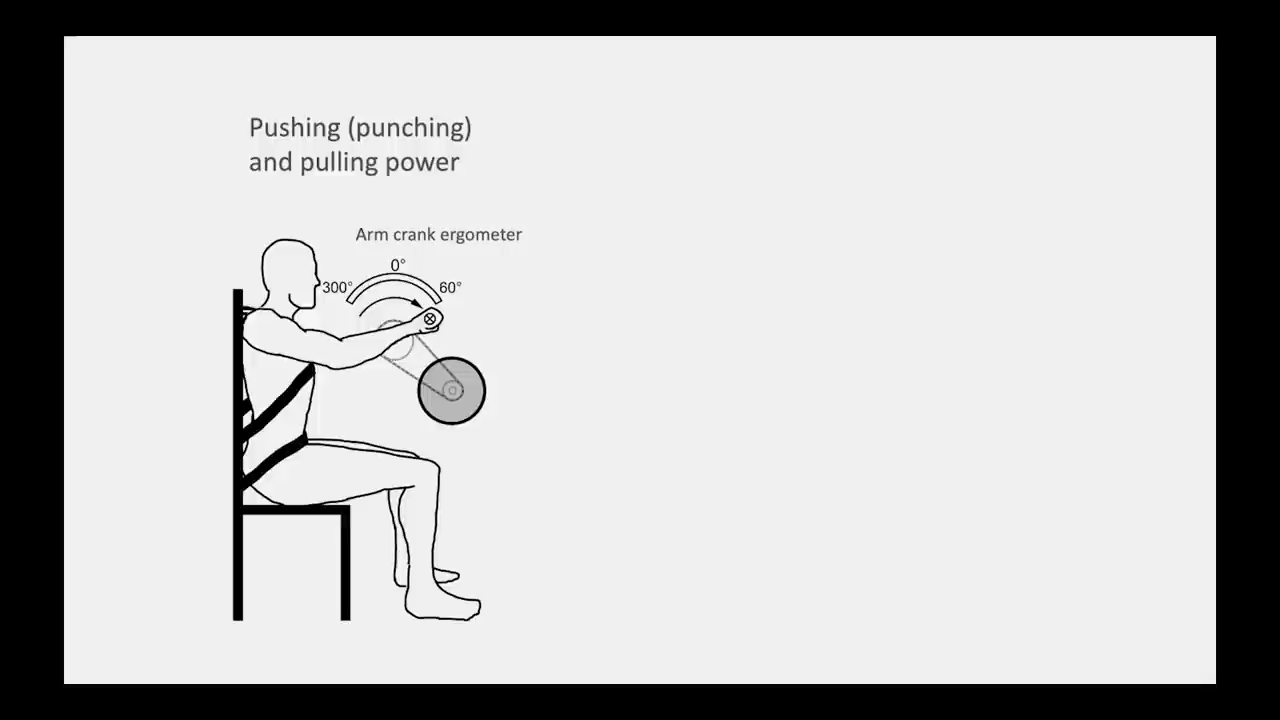 Pushing (punching)
and pulling power
Arm crank ergometer
0°
300°
60°